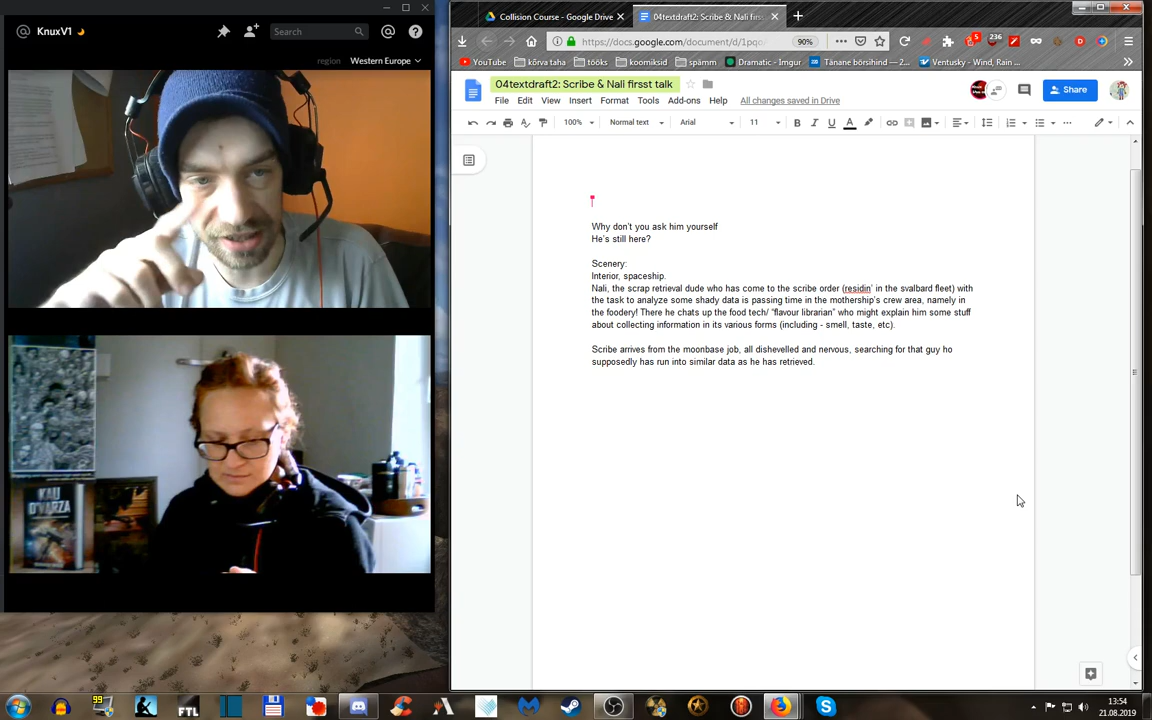 KnuxV1
Search
region Western Europe
KAU
D'VARZA
Collision Course - Google Drive
04textdraft2: Scribe & Nali firss
https://docs.google.com/document/d/1pqo
90%
5
236
YouTube
kõrva taha
tööks
koomiksid
spämm
Dramatic - Imgur
Tänane börsihind — 2...
Ventusky - Wind, Rain ...
04textdraft2: Scribe & Nali firsst talk
Share
File Edit View Insert Format Tools Add-ons Help All changes saved in Drive
100% Normal text Arial 11 B I U A
Why don't you ask him yourself
He's still here?
Scenery:
Interior, spaceship.
Nali, the scrap retrieval dude who has come to the scribe order (residin' in the svalbard fleet) with
the task to analyze some shady data is passing time in the mothership's crew area, namely in
the foodery! There he chats up the food tech/ "flavour librarian" who might explain him some stuff
about collecting information in its various forms (including - smell, taste, etc).
Scribe arrives from the moonbase job, all dishevelled and nervous, searching for that guy ho
supposedly has run into similar data as he has retrieved.
99
FTL
13:54
21.08.2019